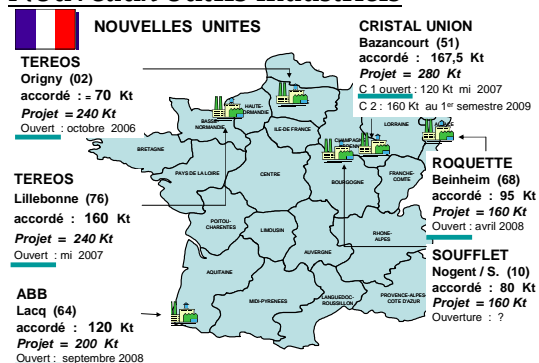 NOUVELLES UNITES
TEREOS
Origny (02)
accordé : = 70 Kt
Projet = 240 Kt
Ouvert : octobre 2006
CRISTAL UNION
Bazancourt (51)
accordé : 167,5 Kt
Projet = 280 Kt
C 1 ouvert : 120 Kt mi 2007
C 2 : 160 Kt au 1er semestre 2009
TEREOS
Lillebonne (76)
accordé : 160 Kt
Projet = 240 Kt
Ouvert : mi 2007
ROQUETTE
Beinheim (68)
accordé : 95 Kt
Projet = 160 Kt
Ouvert : avril 2008
SOUFFLET
Nogent / S. (10)
accordé : 80 Kt
Projet = 160 Kt
Ouverture : ?
ABB
Lacq (64)
accordé : 120 Kt
Projet = 200 Kt
Ouvert : septembre 2008
HAUTE-
BASSE
NORMANDIE
ILE-DE FRANCE
LORRAINE
BRETAGNE
PAYS DE LA LOIRE
CENTRE
BOURGOGNE
FRANCHE-
COMTE
POITOU-
CHARENTES
LIMOUSIN
AUVERGNE
RHONE-
ALPES
AQUITAINE
MIDI-PYRENEES
LANGUEDOC-
ROUSSILLON
PROVENCE-ALPES-
COTE D'AZUR